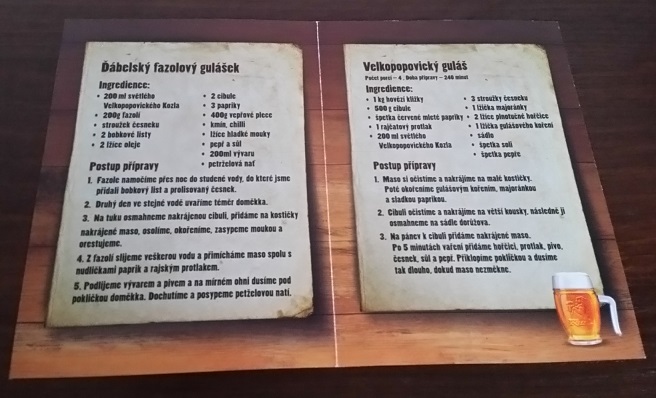 Ďábelský fazolový gulášek
Ingredience:
• 200 ml světlého
Velkopopovického Kozla
• 200g fazolí
• stroužek česneku
• 2 bobkové listy
• 2 lžíce oleje
• 2 cibule
• 3 papriky
• 400g vepřové plece
• kmín, chilli
• lžíce hladké mouky
• pepř a sůl
• 200ml vývaru
• petrželová nať
Postup přípravy
1. Fazole namočíme přes noc do studené vody, do které jsme
přidali bobkový list a prolisovaný česnek.
2. Druhý den ve stejné vodě uvaříme téměř doměkka.
3. Na tuku osmahneme nakrájenou cibuli, přidáme na kostičky
nakrájené maso, osolíme, okořeníme, zasypeme moukou a
orestujeme.
4. Z fazolí slijeme veškerou vodu a přimícháme maso spolu s
nudličkami paprik a rajským protlakem.
5. Podlijeme vývarem a pivem a na mírném ohni dusíme pod
pokličkou doměkka. Dochutíme a posypeme petrželovou natí.
Velkopopovický guláš
Počet porcí – 4, Doba přípravy – 240 minut
Ingredience:
• 1 kg hovězí kližky
• 500 g cibule
• špetka červené mleté papriky
• 1 rajčatový protlak
• 200 ml světlého
Velkopopovického Kozla
• 3 stroužky česneku
• 1 lžička majoránky
• 2 lžíce plnotučné hořčice
• 1 lžička gulášového koření
• sádlo
• špetka soli
• špetka pepře
Postup přípravy
1. Maso si očistíme a nakrájíme na malé kostičky.
Poté okořeníme gulášovým kořením, majoránkou
a sladkou paprikou.
2. Cibuli očistíme a nakrájíme na větší kousky, následně ji
osmahneme na sádle dorůžova.
3. Na pánev k cibuli přidáme nakrájené maso.
Po 5 minutách vaření přidáme hořčici, protlak, pivo,
česnek, sůl a pepř. Přiklopíme pokličkou a dusíme
tak dlouho, dokud maso nezměkne.